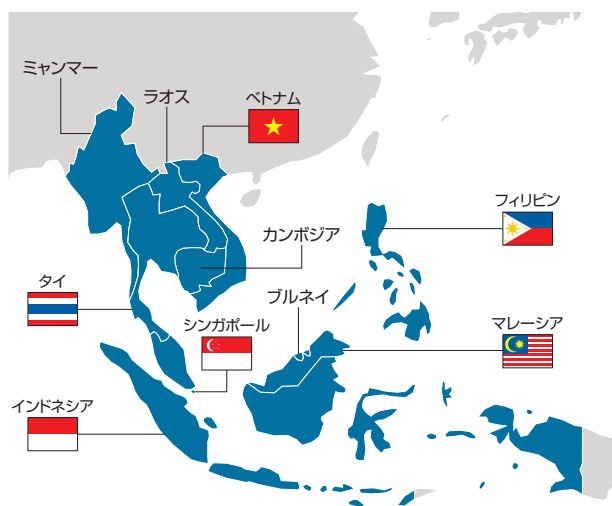 ミャンマー
ラオス
ベトナム
フィリピン
カンボジア
タイ
ブルネイ
シンガポール
マレーシア
インドネシア